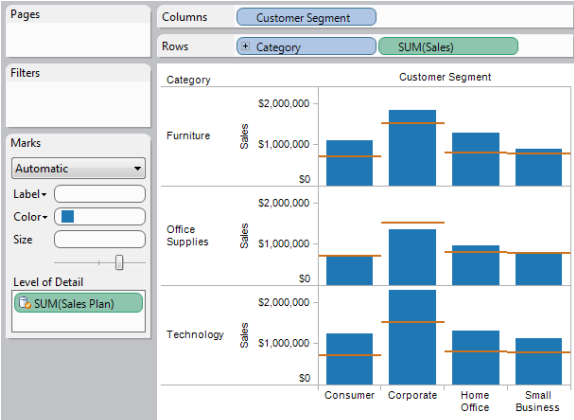 Pages
Columns
Customer Segment
Rows
Category
SUM(Sales)
Filters
Marks
Automatic
Label
Color
Size
Level of Detail
SUM(Sales Plan)
Category
Customer Segment
Furniture
Sales
$2,000,000
$1,000,000
$0
Office
Supplies
Sales
$2,000,000
$1,000,000
$0
Technology
Sales
$2,000,000
$1,000,000
$0
Consumer
Corporate
Home
Office
Small
Business